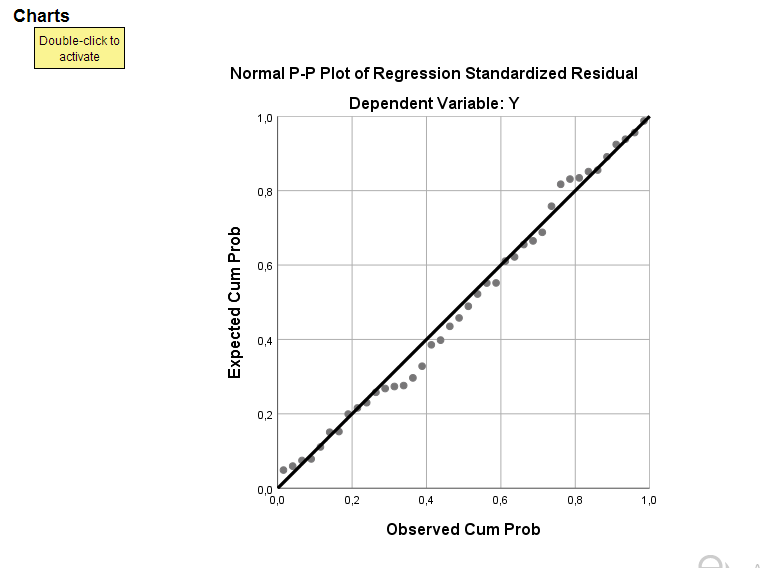 Charts
Double-click to
activate
Normal P-P Plot of Regression Standardized Residual
Dependent Variable: Y
Expected Cum Prob
1,0
0,8
0,6
0,4
0,2
0,0
0,0 0,2 0,4 0,6 0,8 1,0
Observed Cum Prob